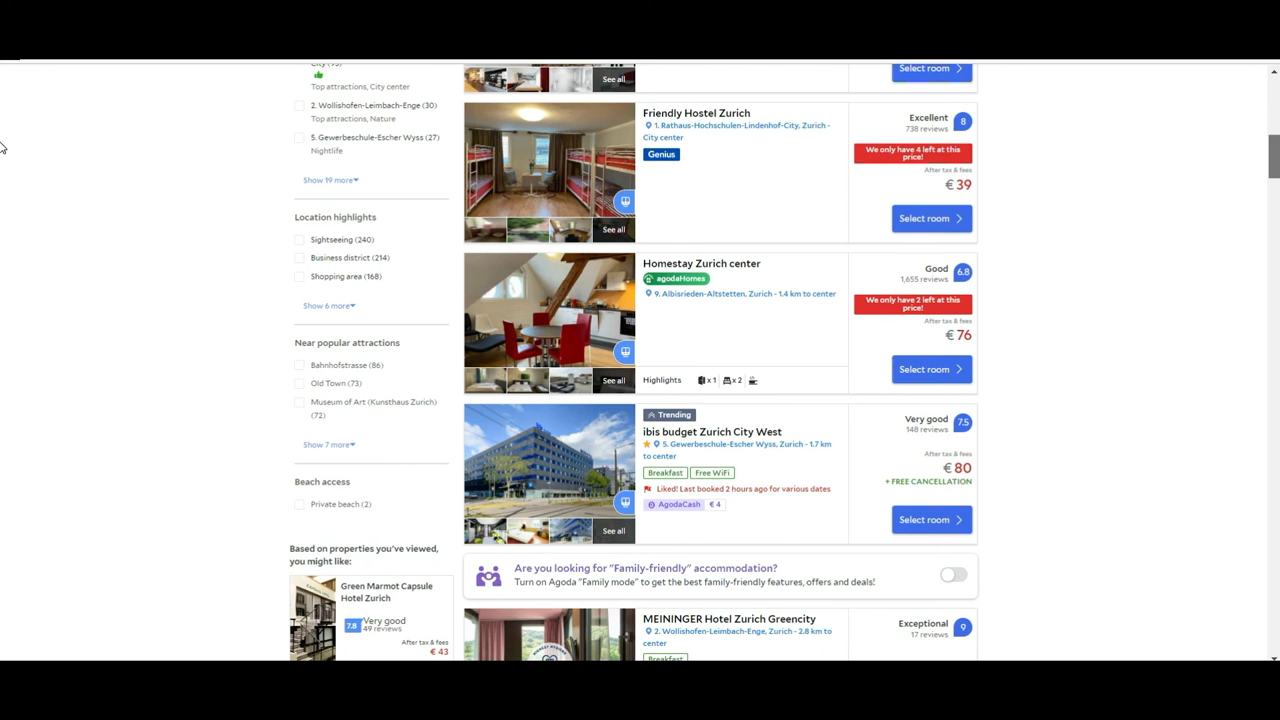 City (93)
Top attractions, City center
2. Wollishofen-Leimbach-Enge (30)
Top attractions, Nature
5. Gewerbeschule-Escher Wyss (27)
Nightlife
Show 19 more
Location highlights
Sightseeing (240)
Business district (214)
Shopping area (168)
Show 6 more
Near popular attractions
Bahnhofstrasse (86)
Old Town (73)
Museum of Art (Kunsthaus Zurich)
(72)
Show 7 more
Beach access
Private beach (2)
Based on properties you've viewed,
you might like:
Green Marmot Capsule
Hotel Zurich
7.8 Very good
49 reviews
After tax & fees
€ 43
See all
Select room
Friendly Hostel Zurich
1. Rathaus-Hochschulen-Lindenhof-City, Zurich -
City center
Genius
See all
Excellent 8
738 reviews
We only have 4 left at this
price!
After tax & fees
€ 39
Select room
Homestay Zurich center
agodaHomes
9. Albisrieden-Altstetten, Zurich - 1.4 km to center
Highlights x 1 x 2
See all
Good 6.8
1,655 reviews
We only have 2 left at this
price!
After tax & fees
€ 76
Select room
Trending
ibis budget Zurich City West
5. Gewerbeschule-Escher Wyss, Zurich - 1.7 km
to center
Breakfast Free WiFi
Liked! Last booked 2 hours ago for various dates
AgodaCash € 4
See all
Very good 7.5
148 reviews
After tax & fees
€ 80
+ FREE CANCELLATION
Select room
Are you looking for "Family-friendly" accommodation?
Turn on Agoda "Family mode" to get the best family-friendly features, offers and deals!
MEININGER Hotel Zurich Greencity
2. Wollishofen-Leimbach-Enge, Zurich - 2.8 km to
center
Breakfast
Exceptional 9
17 reviews